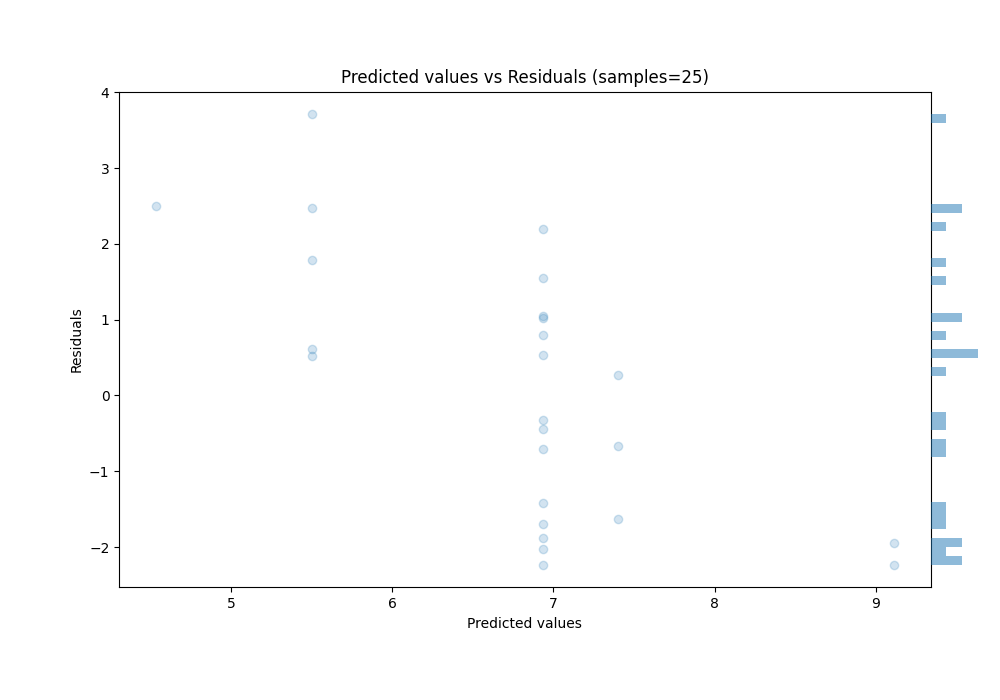 Predicted values vs Residuals (samples=25)
4
3
2
1
0
−1
−2
Residuals
5 6 7 8 9
Predicted values